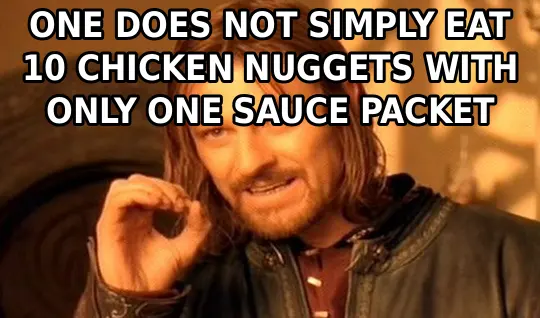 ONE DOES NOT SIMPLY EAT
10 CHICKEN NUGGETS WITH
ONLY ONE SAUCE PACKET